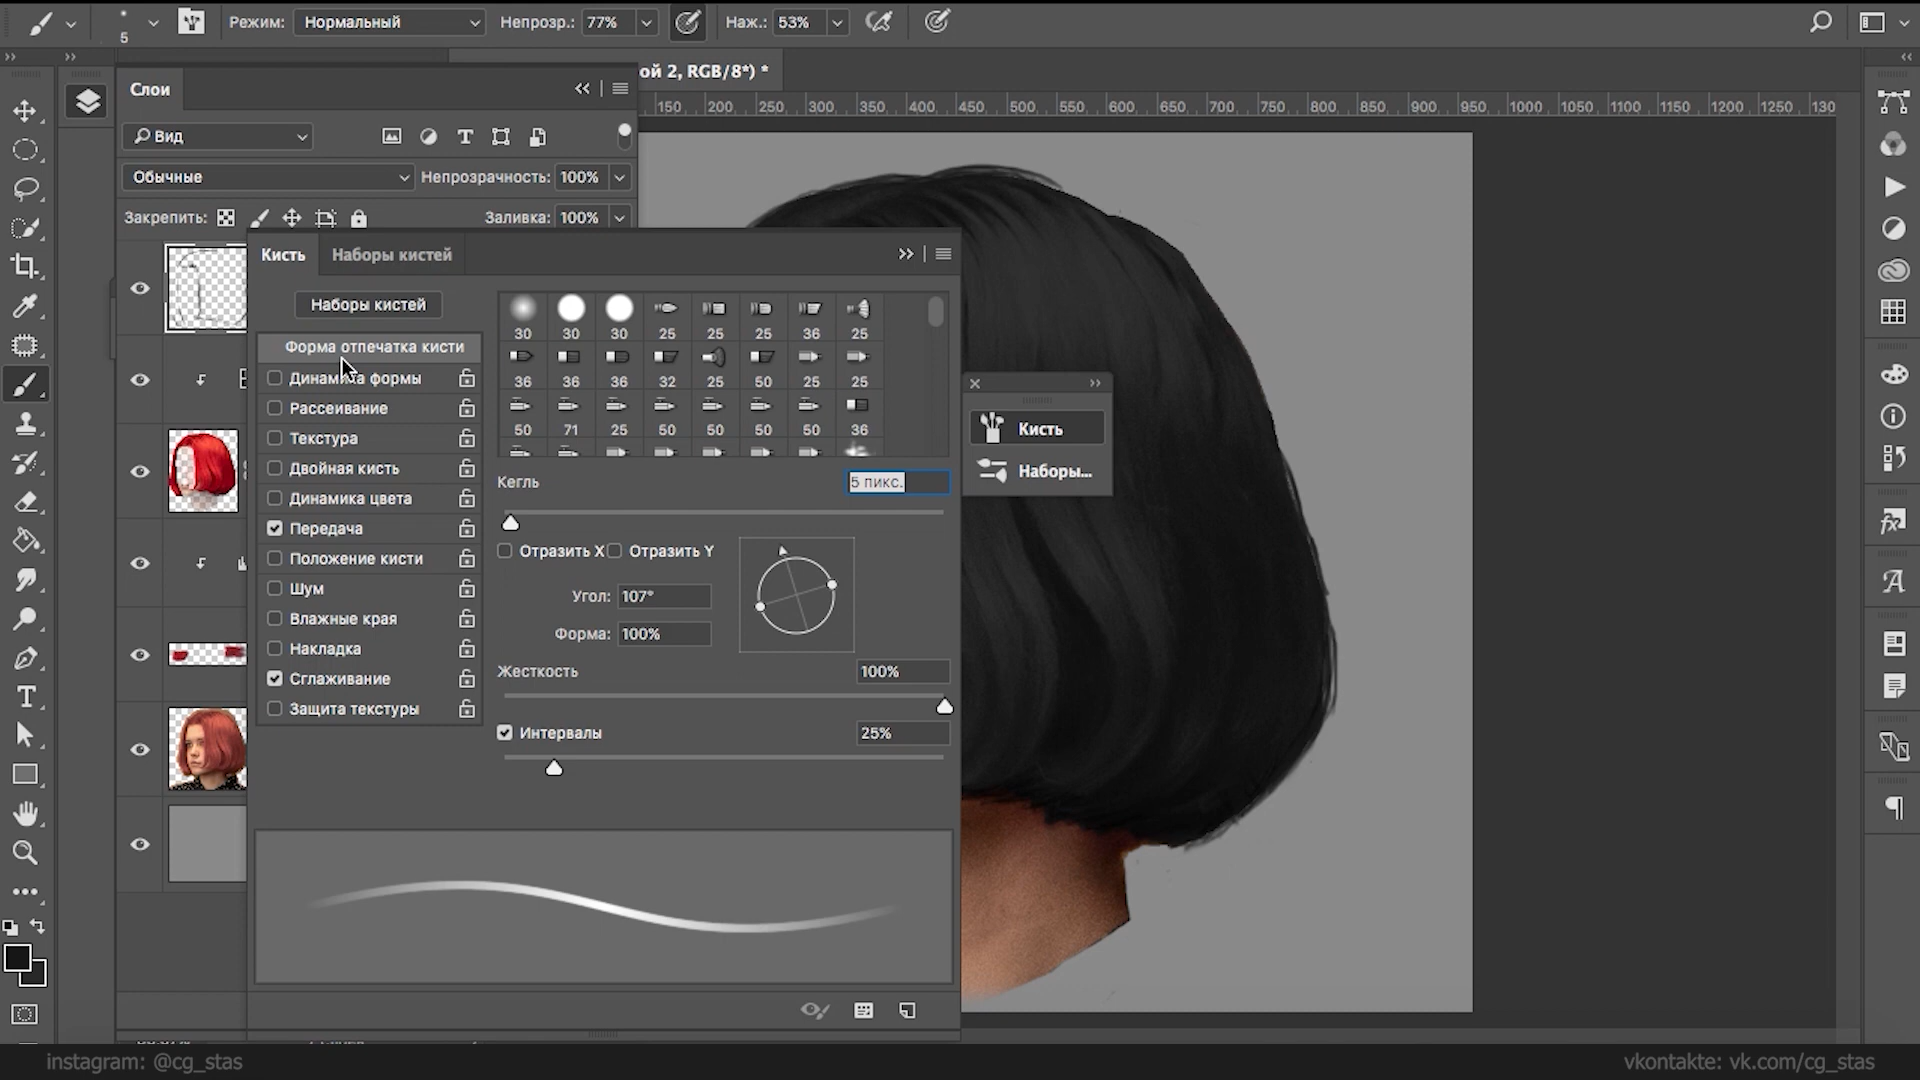 Режим: Нормальный Непрозр.: 77% Наж.: 53%
5
ой 2, RGB/8*) *
Слои
150 200 250 300 350 400 450 500 550 600 650 700 750 800 850 900 950 1000 1050 1100 1150 1200 1250 130
Вид
Обычные Непрозрачность: 100%
Закрепить: Заливка: 100%
Кисть Наборы кистей
Наборы кистей
Форма отпечатка кисти
Динамика формы
Рассеивание
Текстура
Двойная кисть
Динамика цвета
Передача
Положение кисти
Шум
Влажные края
Накладка
Сглаживание
Защита текстуры
30 30 30 25 25 25 36 25
36 36 36 32 25 50 25 25
50 71 25 50 50 50 50 36
Кегль 5 пикс.
Отразить X Отразить Y
Угол: 107°
Форма: 100%
Жесткость 100%
Интервалы 25%
Кисть
Наборы...
instagram: @cg_stas
vkontakte: vk.com/cg_stas